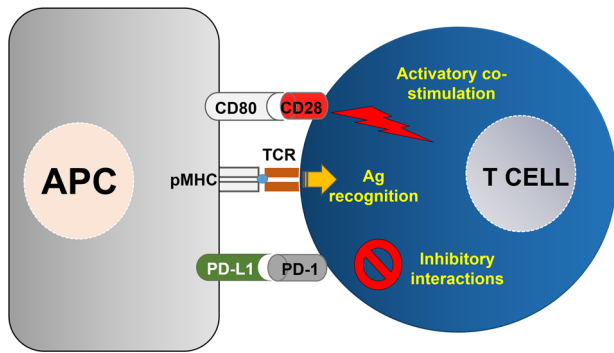 Activatory co-
stimulation
CD80
CD28
TCR
pMHC
APC
Ag
recognition
T CELL
PD-L1
PD-1
Inhibitory
interactions